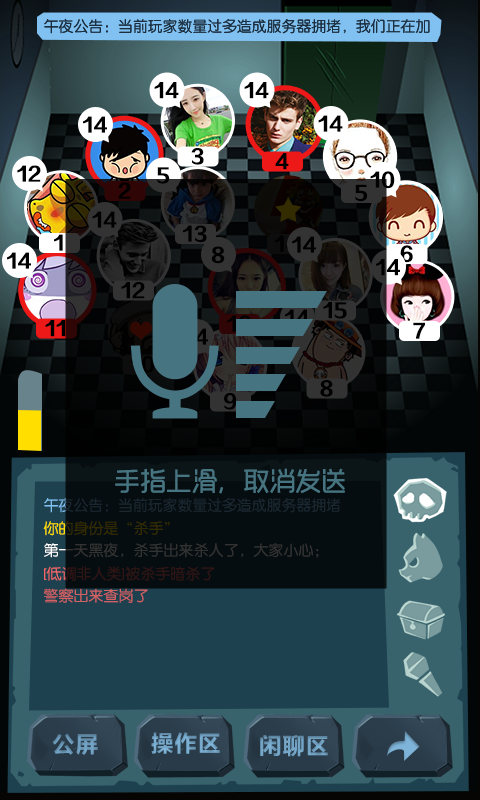 午夜公告：当前玩家数量过多造成服务器拥堵，我们正在加
14
14
3
14
4
14
2
5
5
10
12
1
14
13
6
14
12
8
14
14
7
14
11
14
15
4
9
8
手指上滑，取消发送
午夜公告：当前玩家数量过多造成服务器拥堵
你的身份是“杀手”
第一天黑夜，杀手出来杀人了，大家小心；
[低调非人类]被杀手暗杀了
警察出来查岗了
公屏
操作区
闲聊区